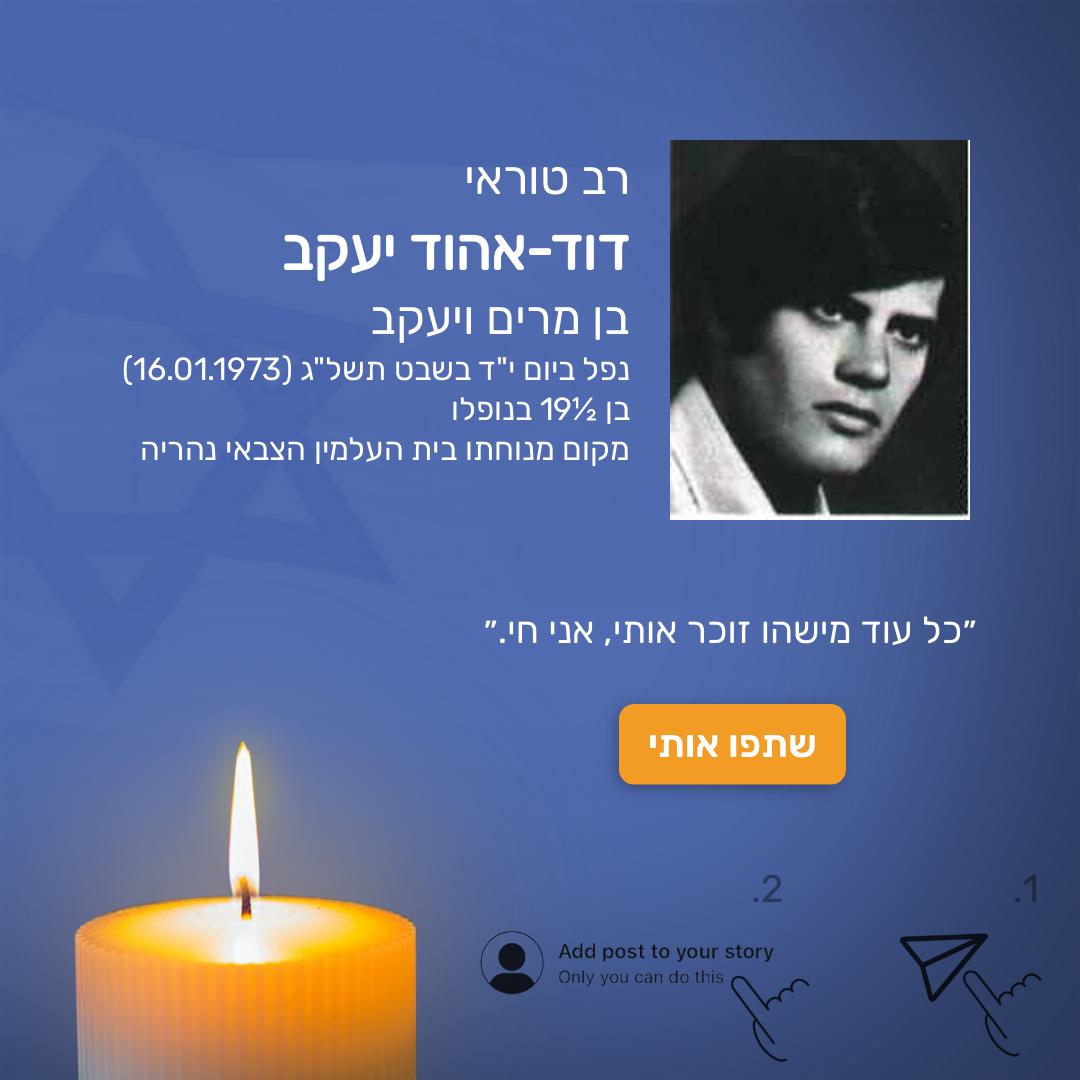 רב טוראי
דוד-אהוד יעקב
בן מרים ויעקב
נפל ביום י"ד בשבט תשל"ג (16.01.1973)
בן 19½ בנופלו
מקום מנוחתו בית העלמין הצבאי נהריה
״כל עוד מישהו זוכר אותי, אני חי.״
שתפו אותי
1.
2.
Add post to your story
Only you can do this